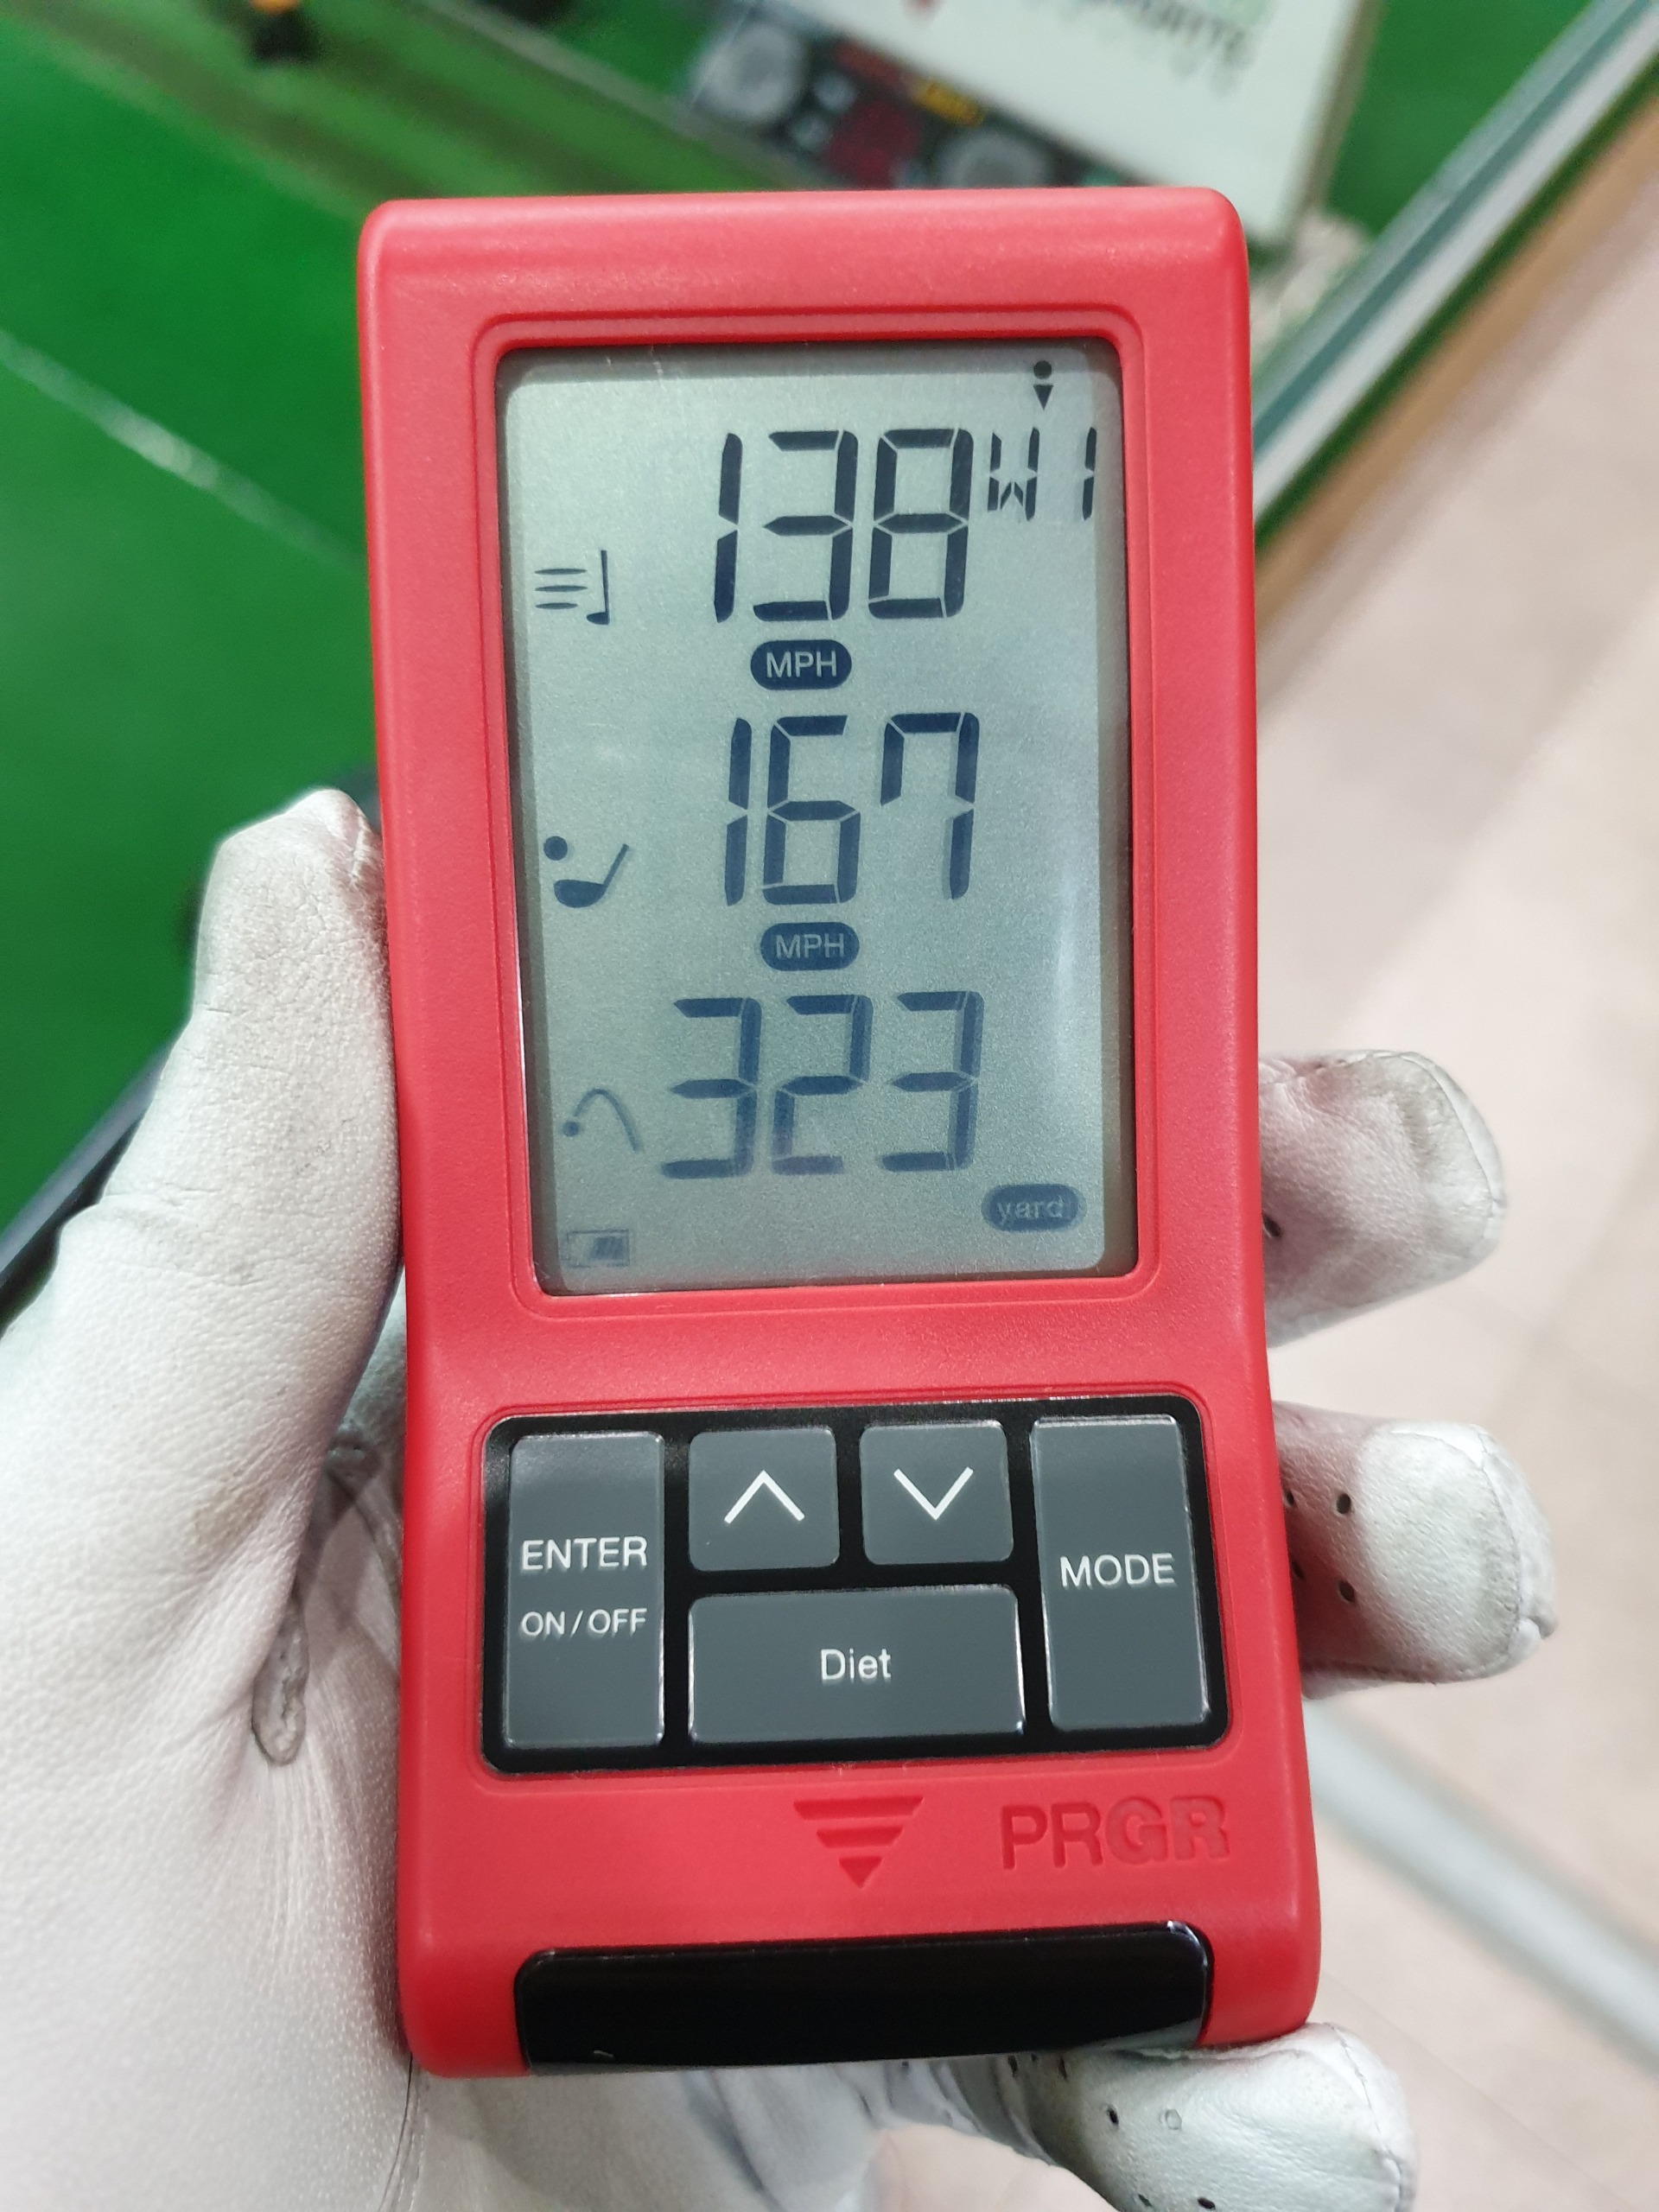 138 W1
MPH
167
MPH
323
yard
ENTER
ON/OFF
Diet
MODE
PRGR